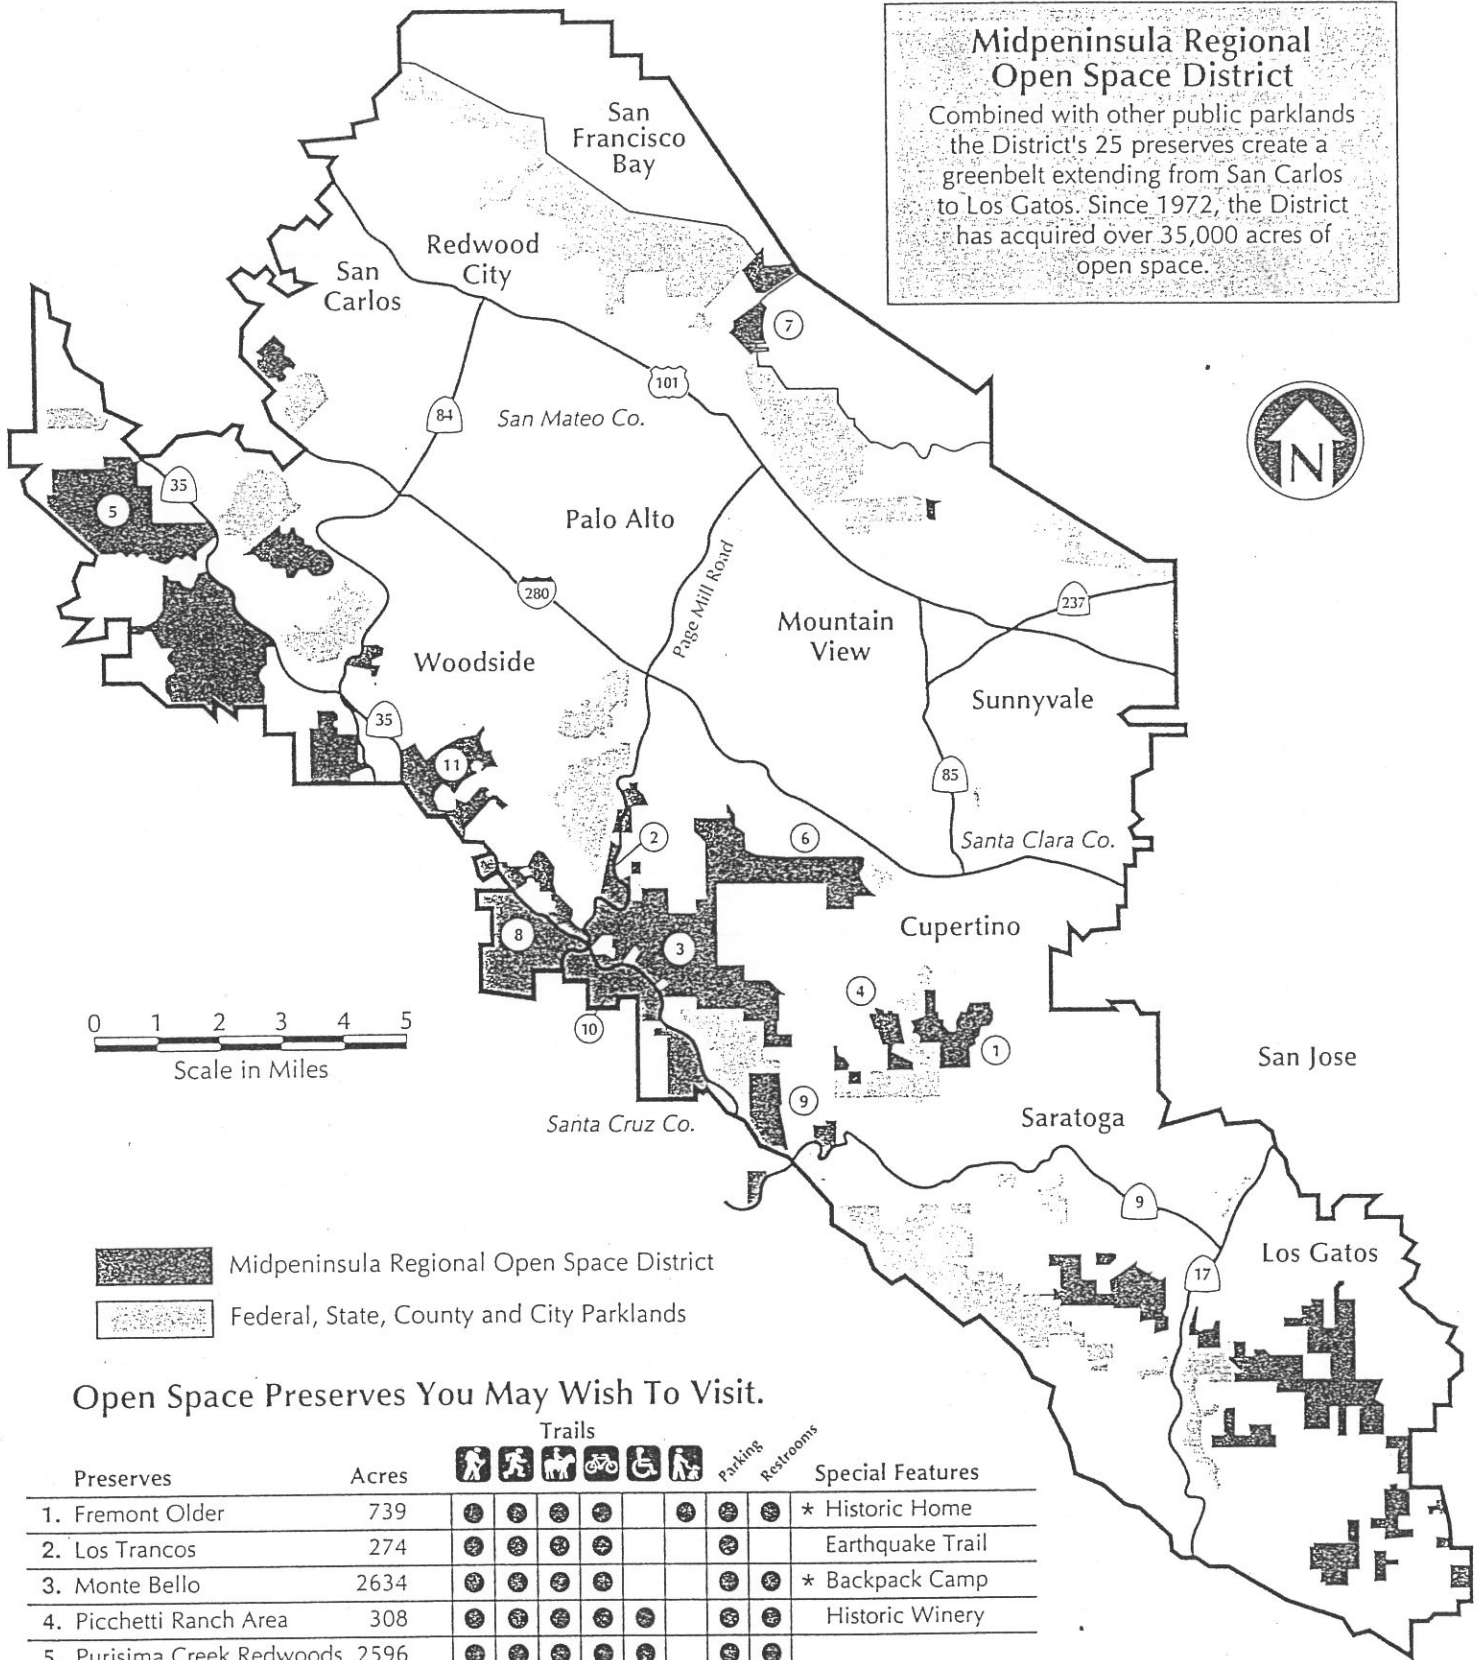 Midpeninsula Regional
Open Space District
Combined with other public parklands
the District's 25 preserves create a
greenbelt extending from San Carlos
to Los Gatos. Since 1972, the District
has acquired over 35,000 acres of
open space.
San
Francisco
Bay
Redwood
City
San
Carlos
7
101
84
San Mateo Co.
N
35
5
Palo Alto
280
Page Mill Road
237
Mountain
View
Woodside
Sunnyvale
35
11
85
2
6
Santa Clara Co.
Cupertino
8
3
4
0 1 2 3 4 5
Scale in Miles
10
1
San Jose
9
Santa Cruz Co.
Saratoga
9
Los Gatos
17
Midpeninsula Regional Open Space District
Federal, State, County and City Parklands
Open Space Preserves You May Wish To Visit.
Trails
Preserves Acres Parking Restrooms Special Features
1. Fremont Older 739 * Historic Home
2. Los Trancos 274 Earthquake Trail
3. Monte Bello 2634 * Backpack Camp
4. Picchetti Ranch Area 308 Historic Winery
5. Purisima Creek Redwoods 2596